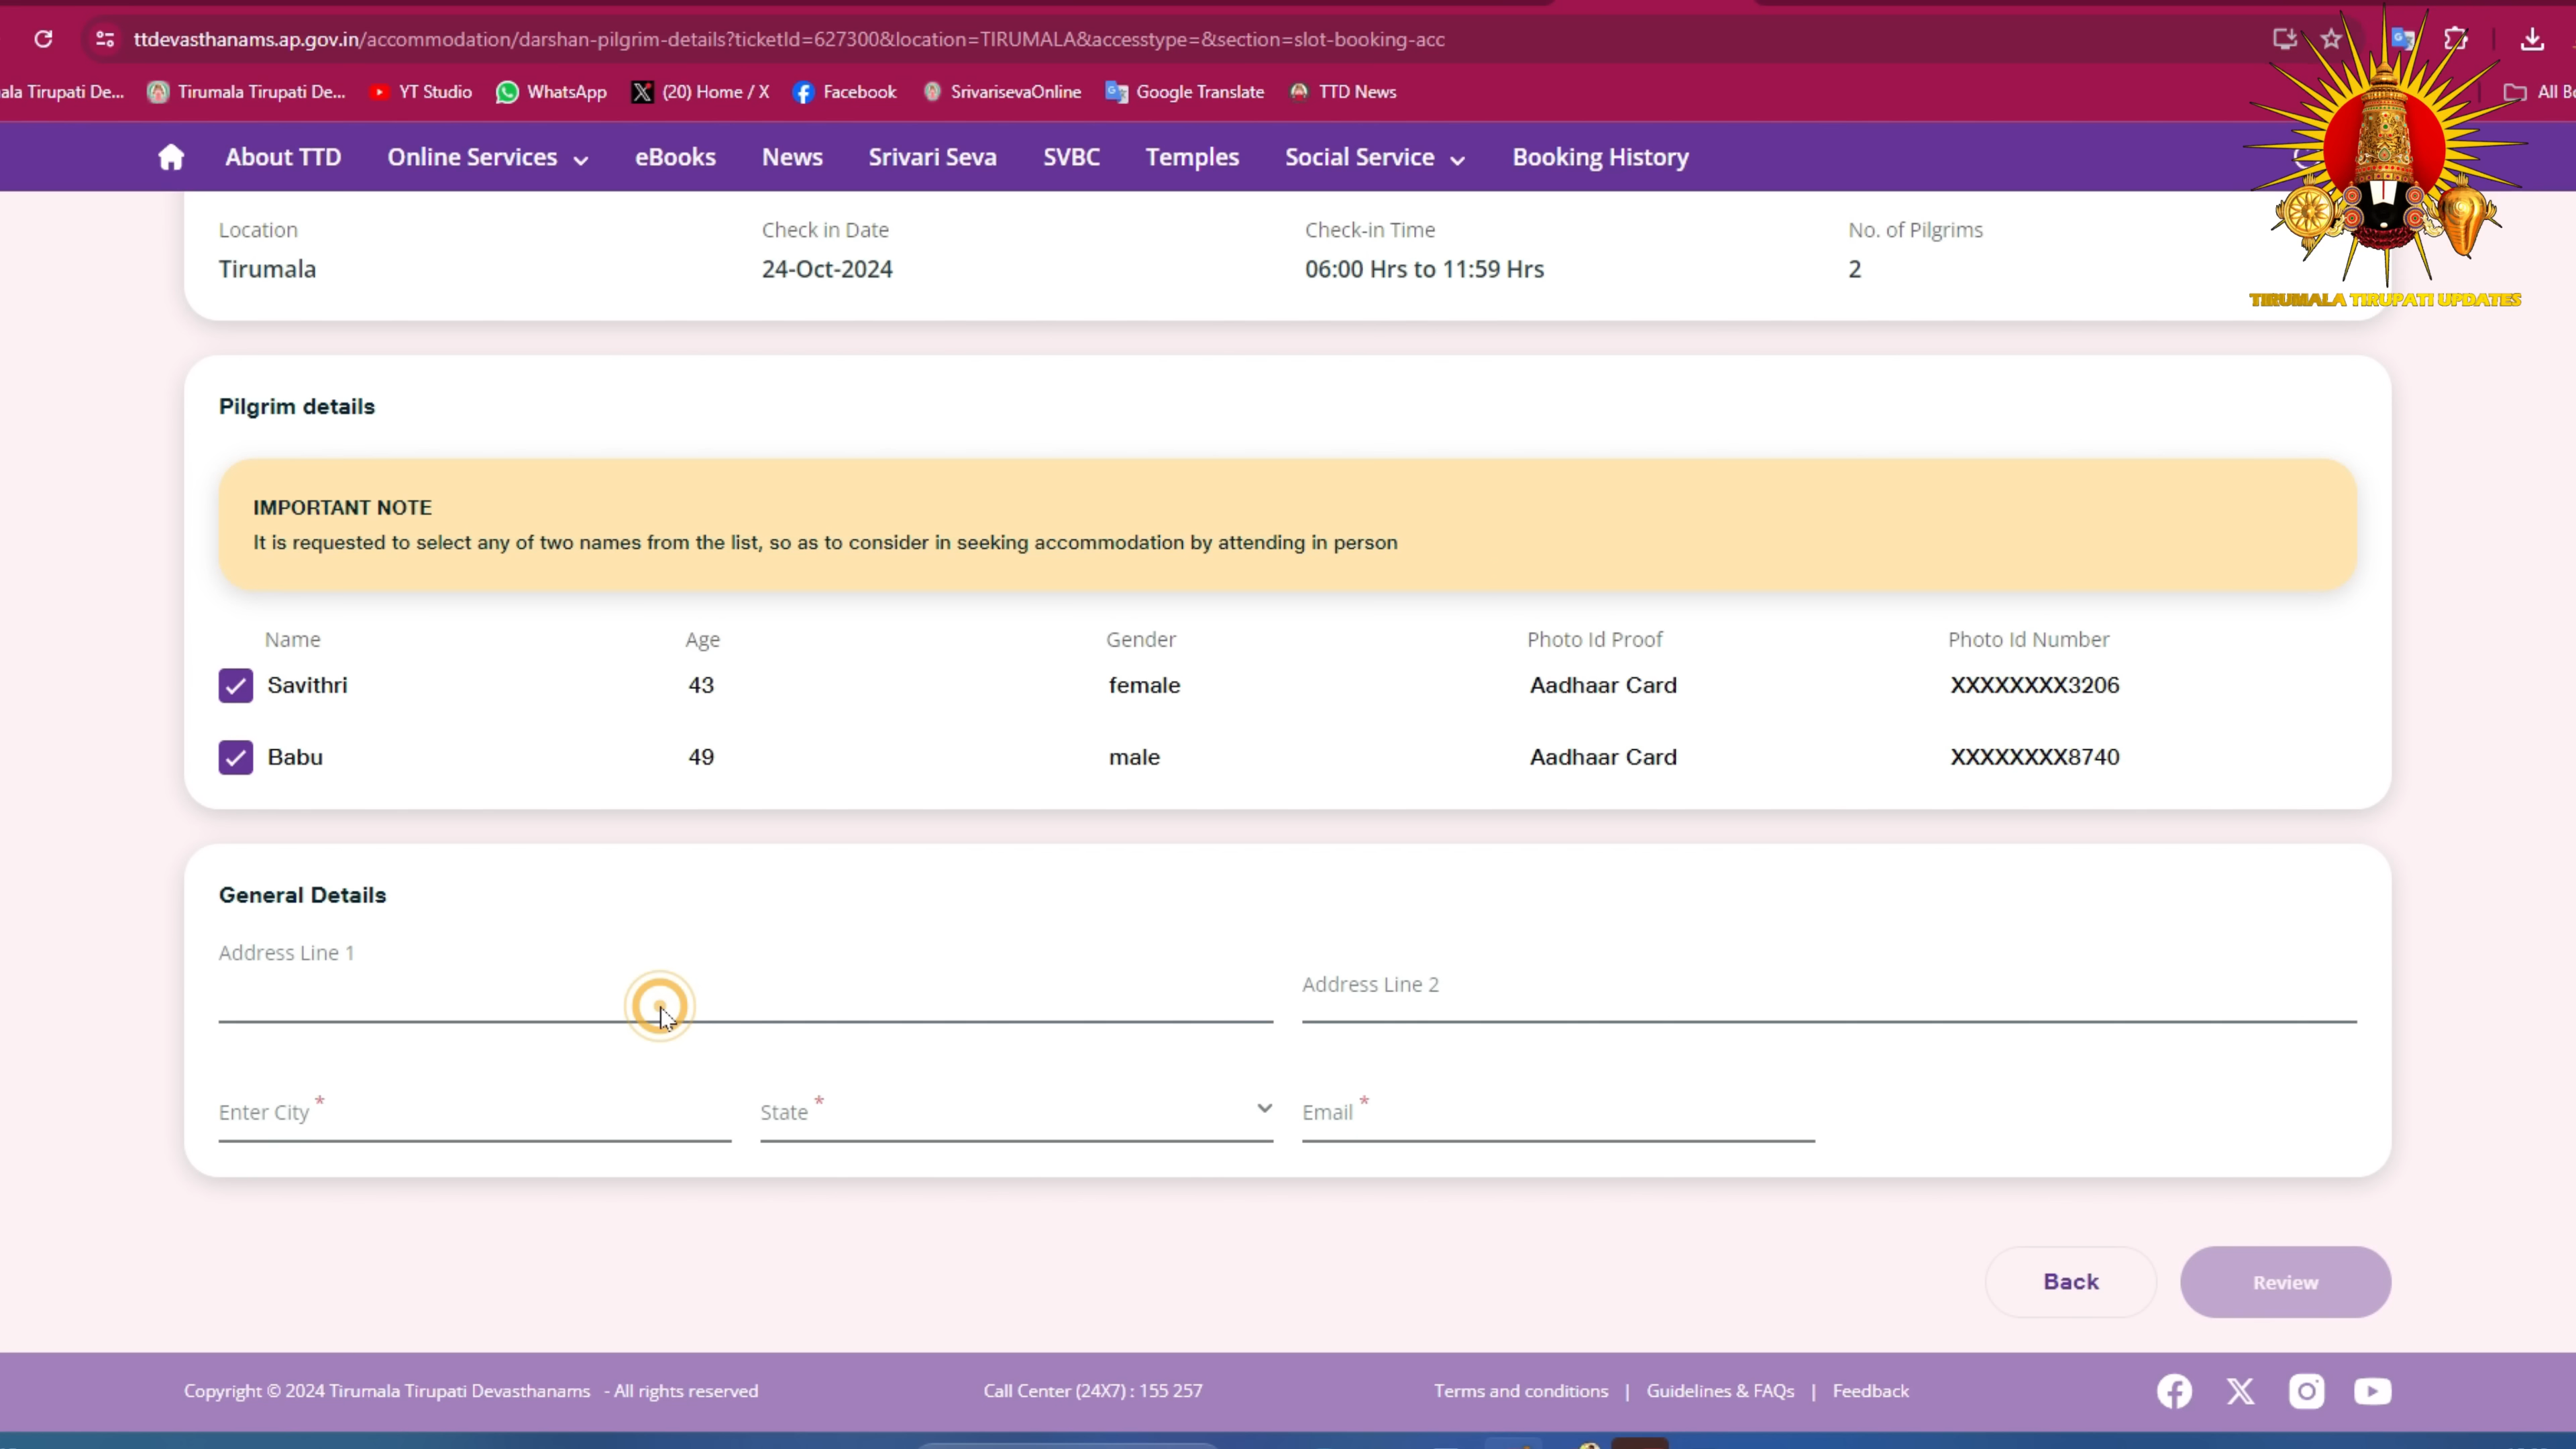 ttdevasthanams.ap.gov.in/accommodation/darshan-pilgrim-details?ticketId=627300&location=TIRUMALA&accesstype=&section=slot-booking-acc
ala Tirupati De... Tirumala Tirupati De... YT Studio WhatsApp (20) Home / X Facebook SrivarisevaOnline Google Translate TTD News All Bo
About TTD Online Services eBooks News Srivari Seva SVBC Temples Social Service Booking History
Location Check in Date Check-in Time No. of Pilgrims
Tirumala 24-Oct-2024 06:00 Hrs to 11:59 Hrs 2
TIRUMALA TIRUPATI UPDATES
Pilgrim details
IMPORTANT NOTE
It is requested to select any of two names from the list, so as to consider in seeking accommodation by attending in person
Name Age Gender Photo Id Proof Photo Id Number
Savithri 43 female Aadhaar Card XXXXXXXX3206
Babu 49 male Aadhaar Card XXXXXXXX8740
General Details
Address Line 1
Address Line 2
Enter City * State * Email *
Back Review
Copyright © 2024 Tirumala Tirupati Devasthanams - All rights reserved Call Center (24X7) : 155 257 Terms and conditions | Guidelines & FAQs | Feedback